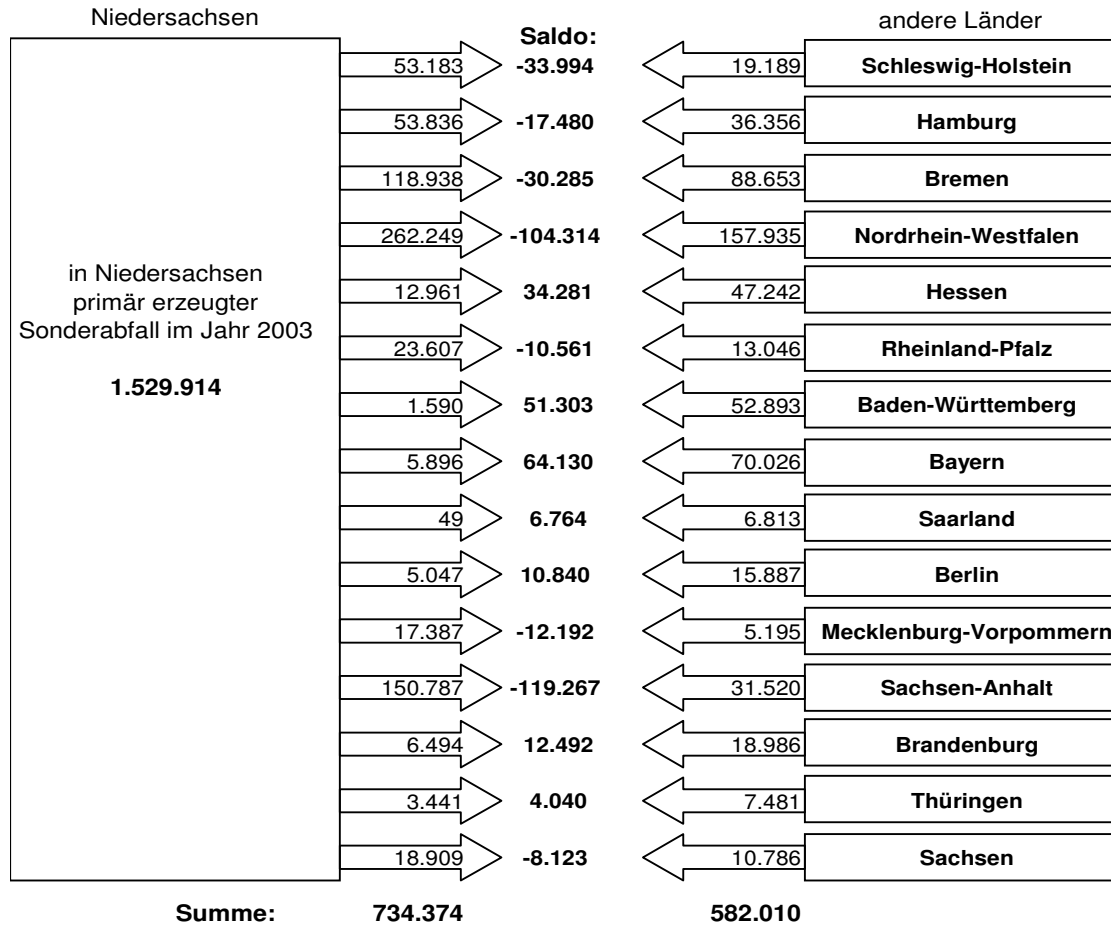 Niedersachsen andere Länder
Saldo:
53.183 -33.994 19.189 Schleswig-Holstein
53.836 -17.480 36.356 Hamburg
118.938 -30.285 88.653 Bremen
262.249 -104.314 157.935 Nordrhein-Westfalen
in Niedersachsen
primär erzeugter
Sonderabfall im Jahr 2003
1.529.914
12.961 34.281 47.242 Hessen
23.607 -10.561 13.046 Rheinland-Pfalz
1.590 51.303 52.893 Baden-Württemberg
5.896 64.130 70.026 Bayern
49 6.764 6.813 Saarland
5.047 10.840 15.887 Berlin
17.387 -12.192 5.195 Mecklenburg-Vorpommern
150.787 -119.267 31.520 Sachsen-Anhalt
6.494 12.492 18.986 Brandenburg
3.441 4.040 7.481 Thüringen
18.909 -8.123 10.786 Sachsen
Summe: 734.374 582.010